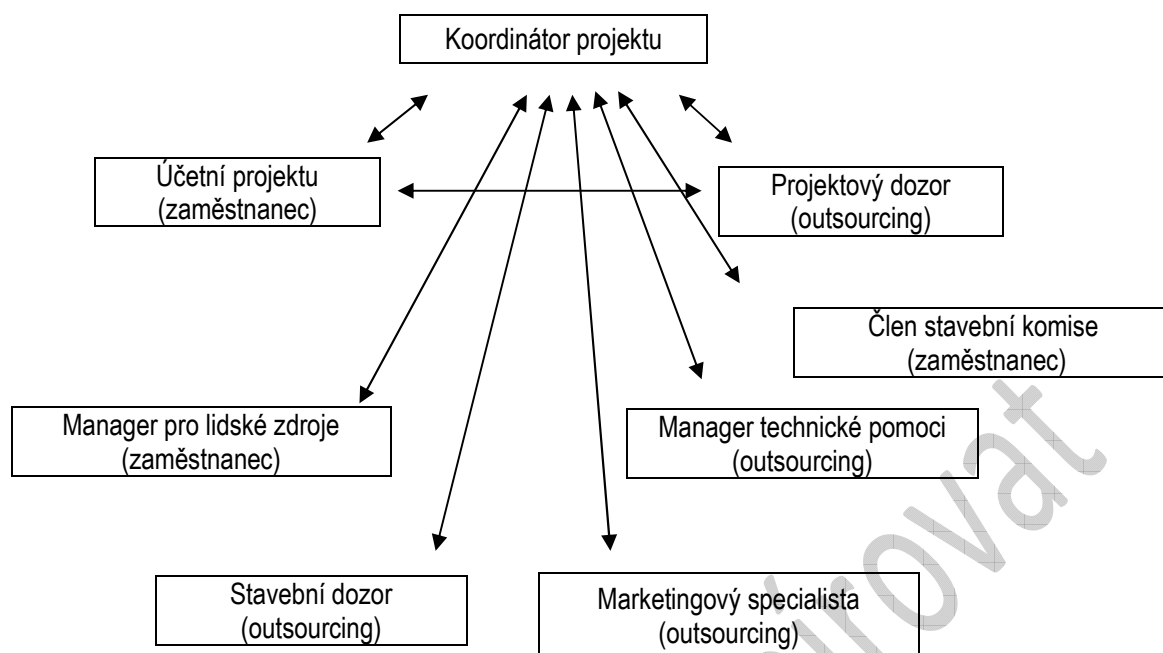 Koordinátor projektu
Účetní projektu
(zaměstnanec)
Projektový dozor
(outsourcing)
Člen stavební komise
(zaměstnanec)
Manager pro lidské zdroje
(zaměstnanec)
Manager technické pomoci
(outsourcing)
Stavební dozor
(outsourcing)
Marketingový specialista
(outsourcing)